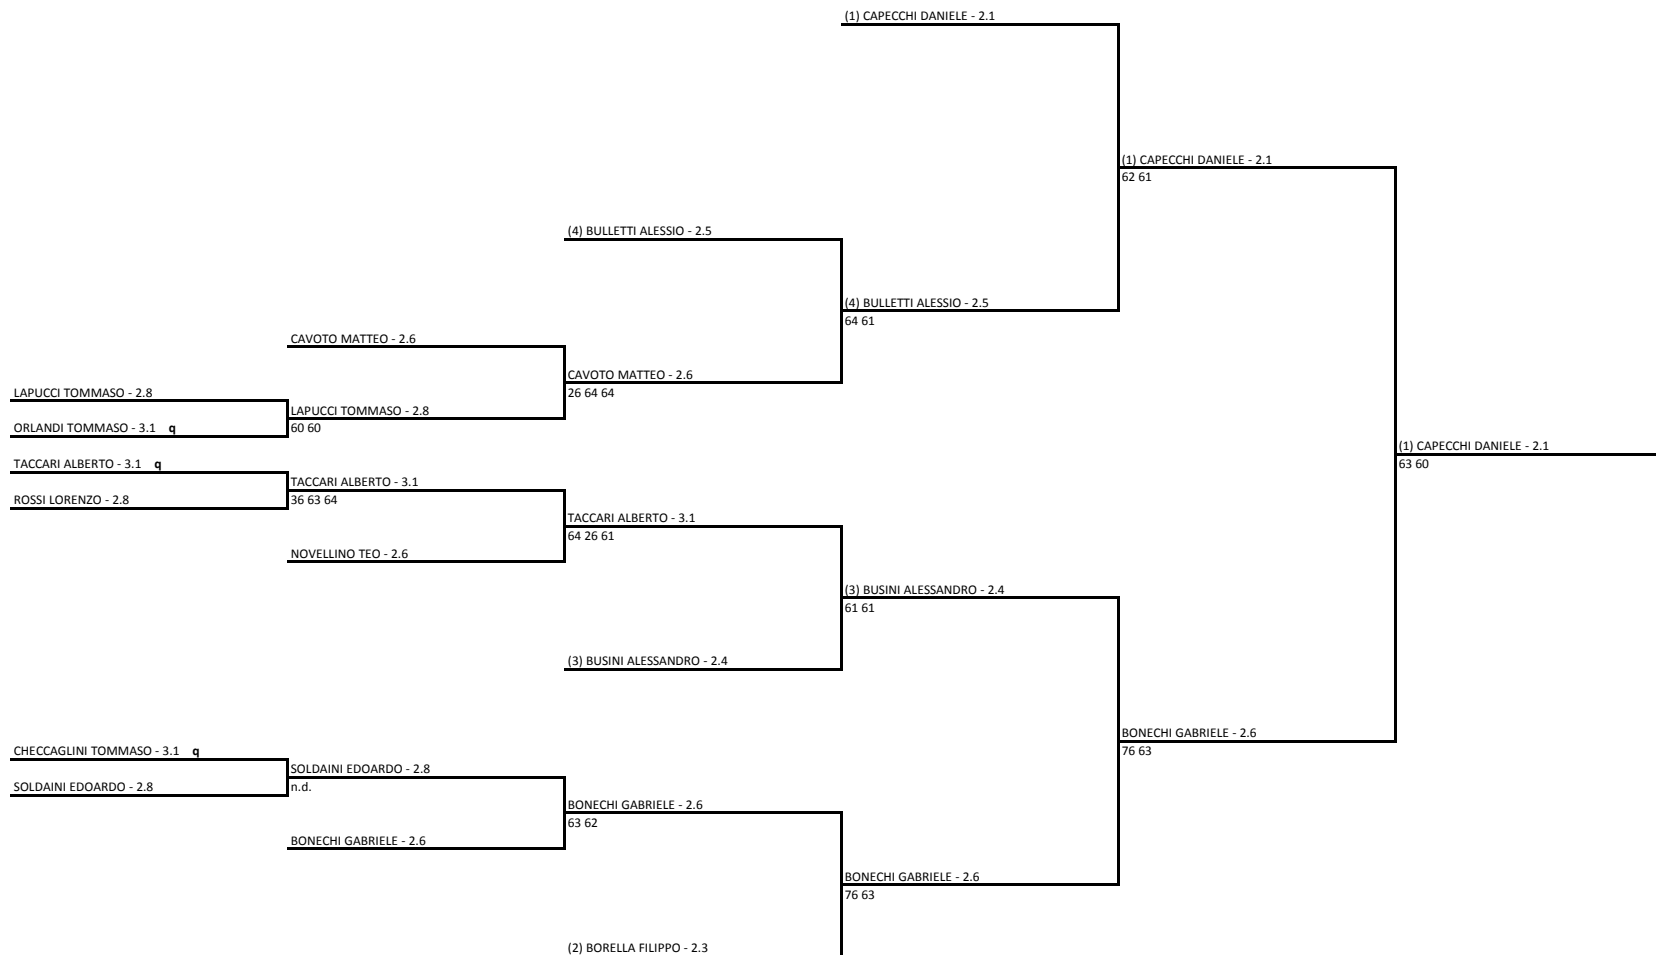 (1) CAPECCHI DANIELE - 2.1
(1) CAPECCHI DANIELE - 2.1
62 61
(4) BULLETTI ALESSIO - 2.5
(4) BULLETTI ALESSIO - 2.5
64 61
CAVOTO MATTEO - 2.6
CAVOTO MATTEO - 2.6
26 64 64
LAPUCCI TOMMASO - 2.8
LAPUCCI TOMMASO - 2.8
60 60
ORLANDI TOMMASO - 3.1 q
(1) CAPECCHI DANIELE - 2.1
63 60
TACCARI ALBERTO - 3.1 q
TACCARI ALBERTO - 3.1
36 63 64
ROSSI LORENZO - 2.8
TACCARI ALBERTO - 3.1
64 26 61
NOVELLINO TEO - 2.6
(3) BUSINI ALESSANDRO - 2.4
61 61
(3) BUSINI ALESSANDRO - 2.4
BONECHI GABRIELE - 2.6
76 63
CHECCAGLINI TOMMASO - 3.1 q
SOLDAINI EDOARDO - 2.8
n.d.
SOLDAINI EDOARDO - 2.8
BONECHI GABRIELE - 2.6
63 62
BONECHI GABRIELE - 2.6
BONECHI GABRIELE - 2.6
76 63
(2) BORELLA FILIPPO - 2.3